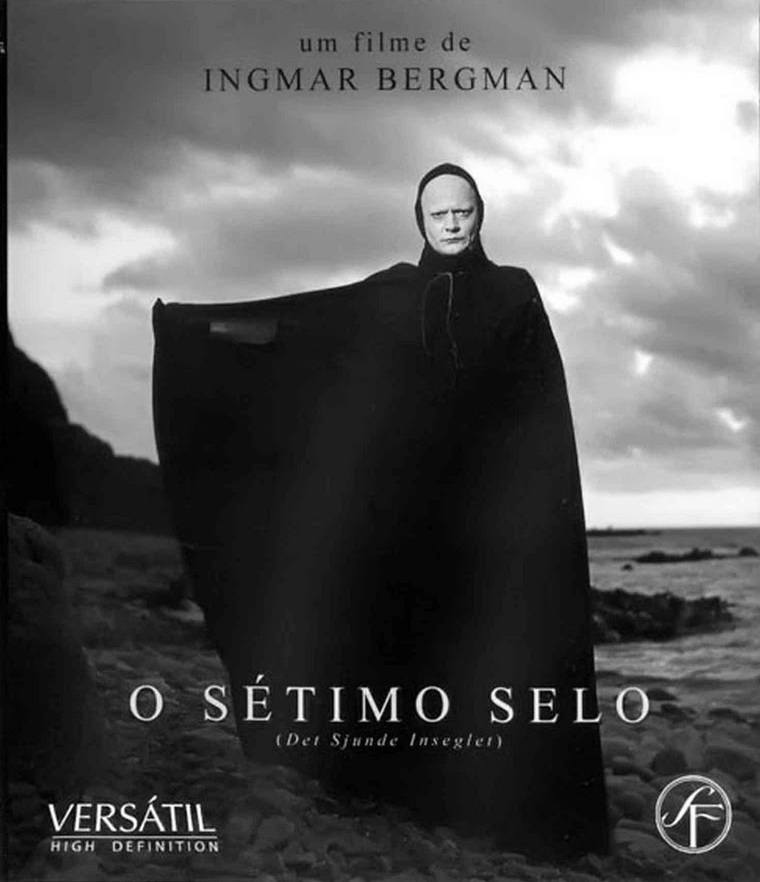 um filme de
INGMAR BERGMAN
O SÉTIMO SELO
(Det Sjunde Inseglet)
VERSÁTIL
HIGH DEFINITION
SF